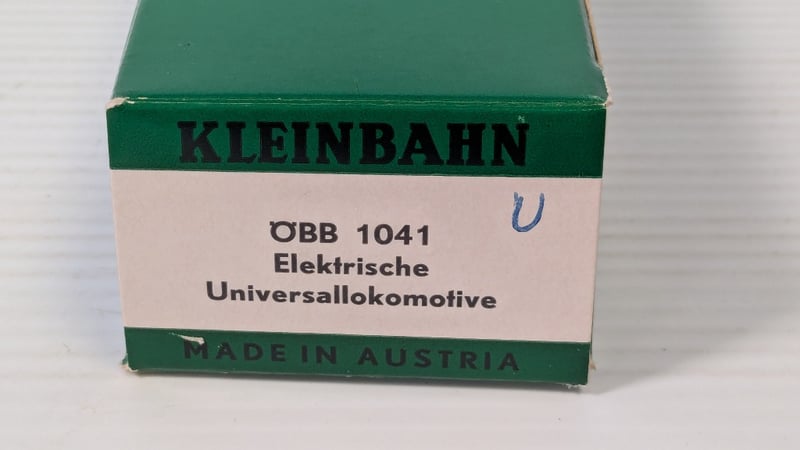 KLEINBAHN
U
ÖBB 1041
Elektrische
Universallokomotive
MADE IN AUSTRIA